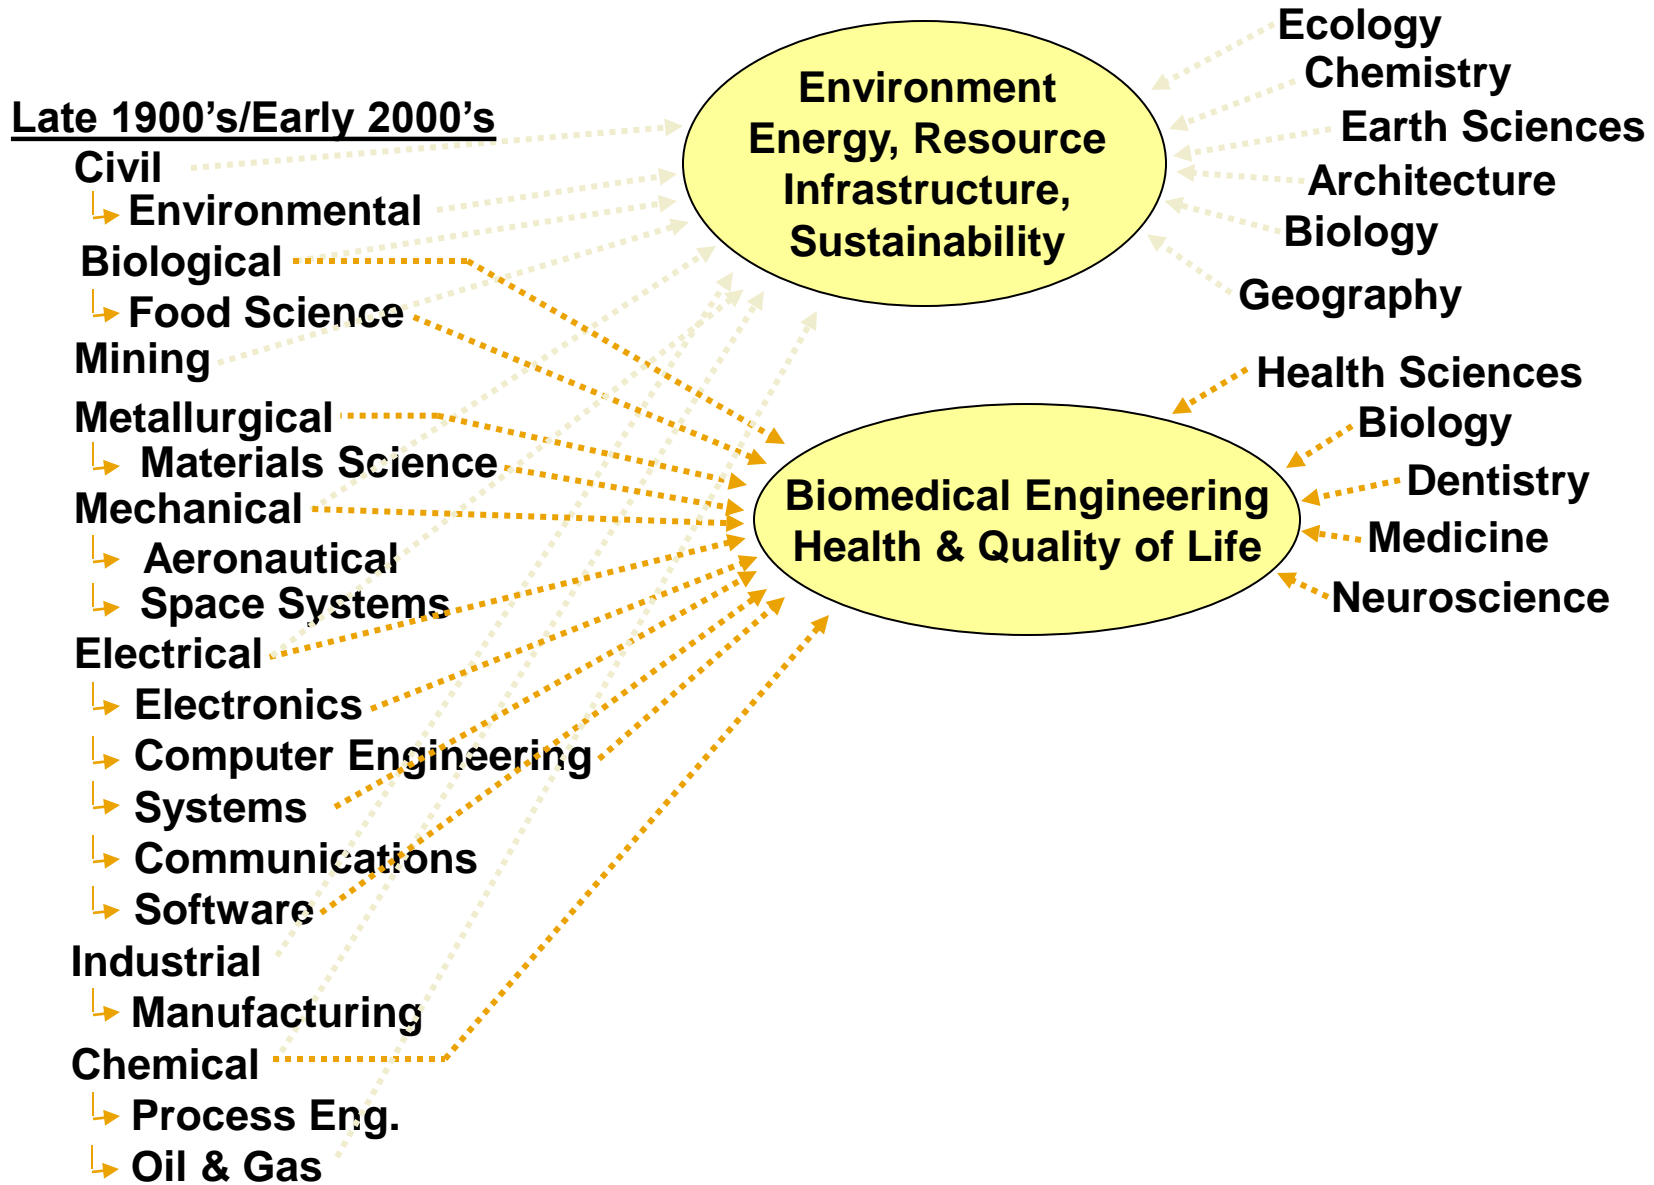 Late 1900’s/Early 2000’s
Civil
Environmental
Biological
Food Science
Mining
Metallurgical
Materials Science
Mechanical
Aeronautical
Space Systems
Electrical
Electronics
Computer Engineering
Systems
Communications
Software
Industrial
Manufacturing
Chemical
Process Eng.
Oil & Gas
Environment
Energy, Resource
Infrastructure,
Sustainability
Biomedical Engineering
Health & Quality of Life
Ecology
Chemistry
Earth Sciences
Architecture
Biology
Geography
Health Sciences
Biology
Dentistry
Medicine
Neuroscience